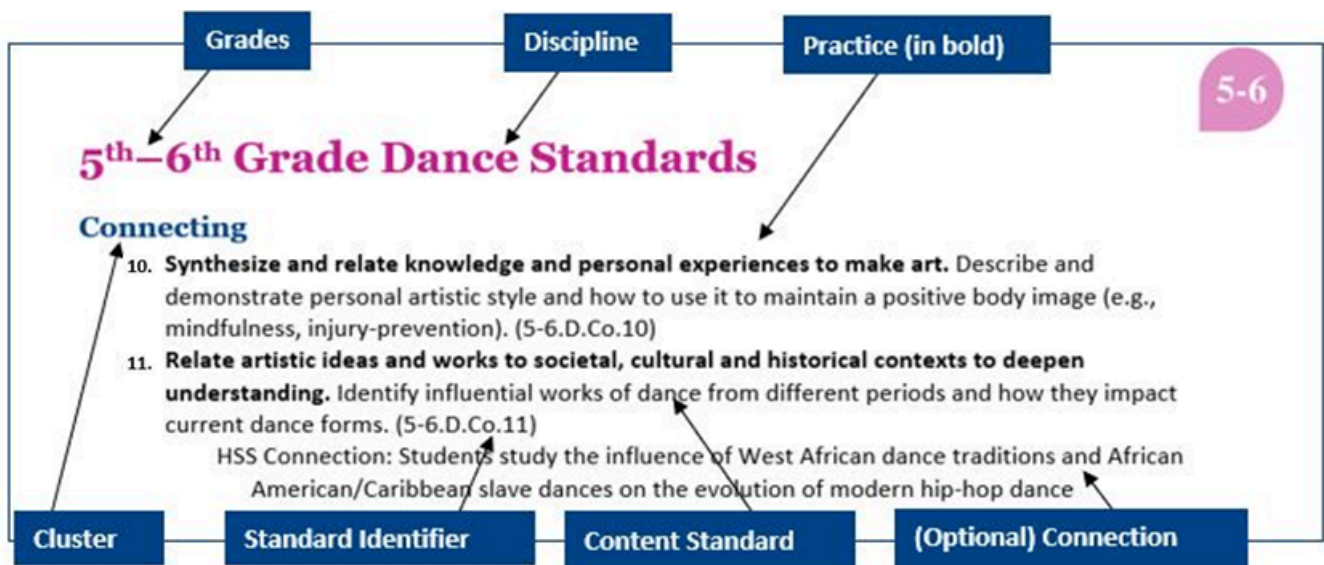 Grades
Discipline
Practice (in bold)
5-6
5th–6th Grade Dance Standards
Connecting
10. Synthesize and relate knowledge and personal experiences to make art. Describe and
demonstrate personal artistic style and how to use it to maintain a positive body image (e.g.,
mindfulness, injury-prevention). (5-6.D.Co.10)
11. Relate artistic ideas and works to societal, cultural and historical contexts to deepen
understanding. Identify influential works of dance from different periods and how they impact
current dance forms. (5-6.D.Co.11)
HSS Connection: Students study the influence of West African dance traditions and African
American/Caribbean slave dances on the evolution of modern hip-hop dance
Cluster
Standard Identifier
Content Standard
(Optional) Connection